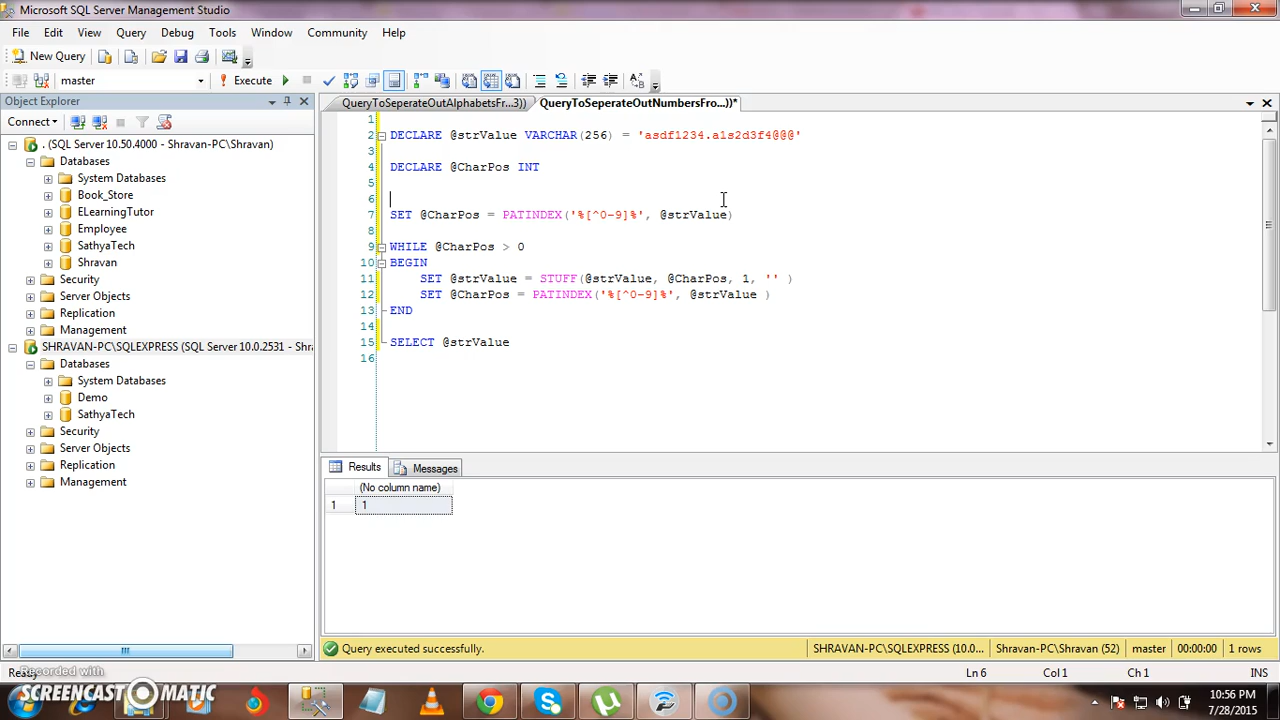 Microsoft SQL Server Management Studio
File Edit View Query Debug Tools Window Community Help
New Query
master Execute
Object Explorer
Connect
. (SQL Server 10.50.4000 - Shravan-PC\Shravan)
Databases
System Databases
Book_Store
ELearningTutor
Employee
SathyaTech
Shravan
Security
Server Objects
Replication
Management
SHRAVAN-PC\SQLEXPRESS (SQL Server 10.0.2531 - Shra
Databases
System Databases
Demo
SathyaTech
Security
Server Objects
Replication
Management
QueryToSeperateOutAlphabetsFr...3)) QueryToSeperateOutNumbersFro...))*
1
2 DECLARE @strValue VARCHAR(256) = 'asdf1234.a1s2d3f4@@@'
3
4 DECLARE @CharPos INT
5
6
7 SET @CharPos = PATINDEX('%[^0-9]%', @strValue)
8
9 WHILE @CharPos > 0
10 BEGIN
11 SET @strValue = STUFF(@strValue, @CharPos, 1, '' )
12 SET @CharPos = PATINDEX('%[^0-9]%', @strValue )
13 END
14
15 SELECT @strValue
16
Results Messages
(No column name)
1 1
Query executed successfully. SHRAVAN-PC\SQLEXPRESS (10.0... Shravan-PC\Shravan (52) master 00:00:00 1 rows
Ready Ln 6 Col 1 Ch 1 INS
Recorded with
SCREENCAST MATIC
10:56 PM
7/28/2015